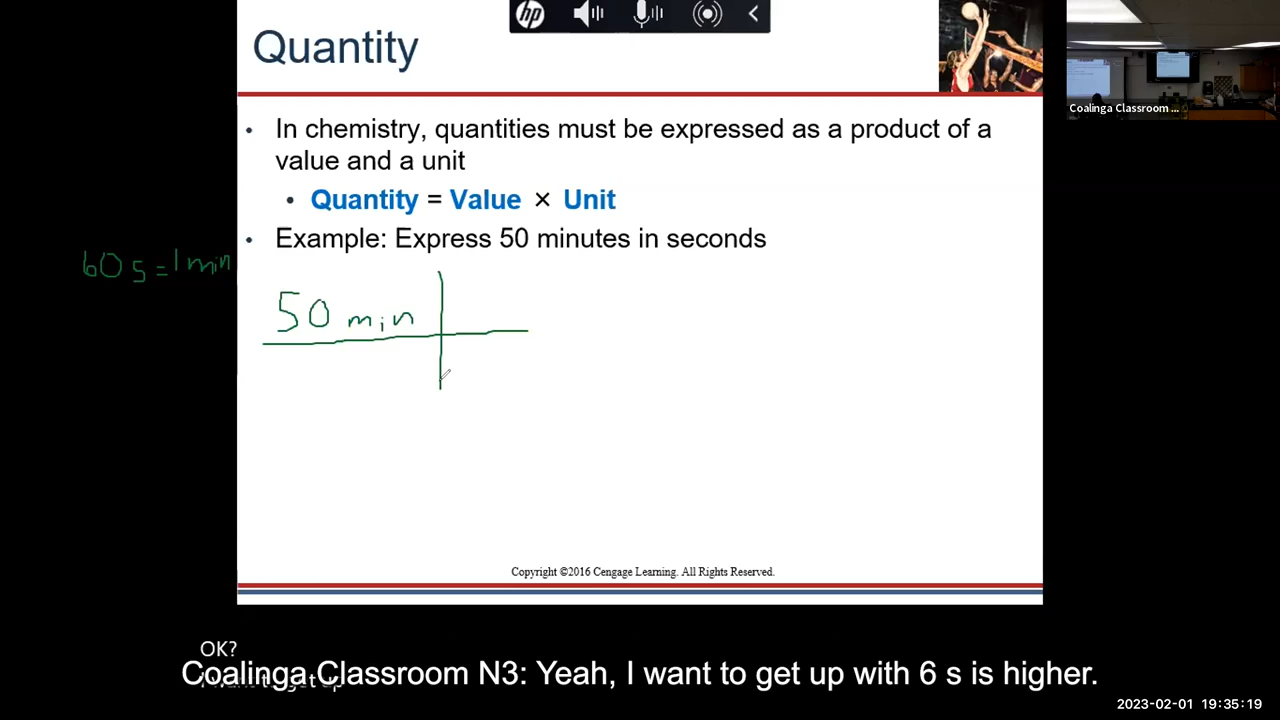 hp
Quantity
Coalinga Classroom ...
• In chemistry, quantities must be expressed as a product of a
value and a unit
• Quantity = Value × Unit
• Example: Express 50 minutes in seconds
60 s = 1 min
50 min
Copyright ©2016 Cengage Learning. All Rights Reserved.
OK?
Coalinga Classroom N3: Yeah, I want to get up with 6 s is higher.
2023-02-01 19:35:19